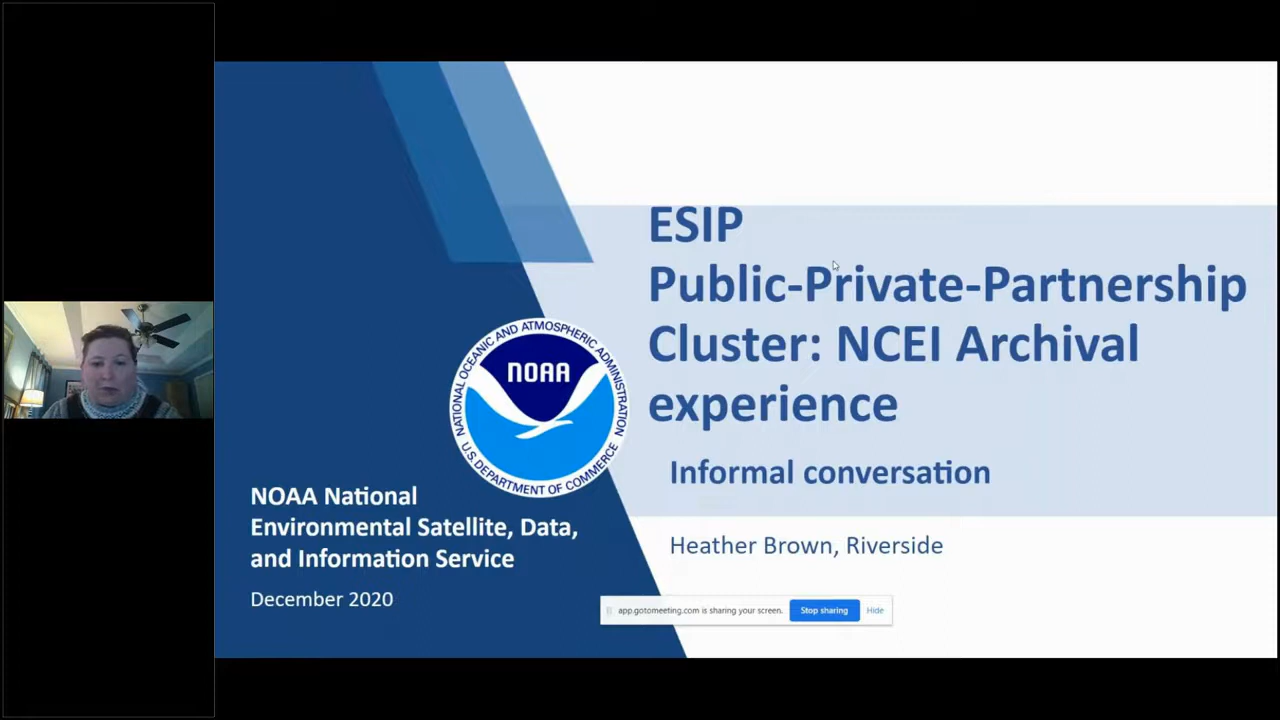 ESIP
Public-Private-Partnership
Cluster: NCEI Archival
experience
Informal conversation
Heather Brown, Riverside
NATIONAL OCEANIC AND ATMOSPHERIC ADMINISTRATION
NOAA
U.S. DEPARTMENT OF COMMERCE
NOAA National
Environmental Satellite, Data,
and Information Service
December 2020
app.gotomeeting.com is sharing your screen.
Stop sharing
Hide